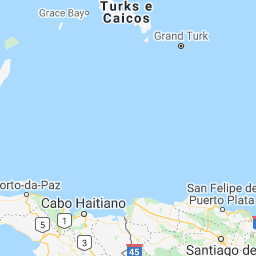 Turks e
Caicos
Grace Bay
Grand Turk
orto-da-Paz
San Felipe de
Puerto Plata
Cabo Haitiano
5
1
3
45
Santiago de